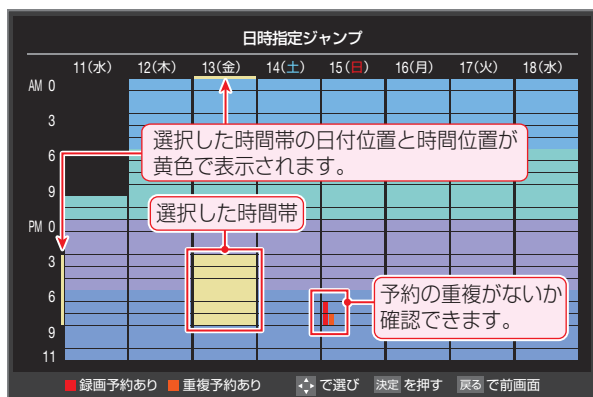 日時指定ジャンプ
11(水) 12(木) 13(金) 14(土) 15(日) 16(月) 17(火) 18(水)
AM 0
3
選択した時間帯の日付位置と時間位置が
黄色で表示されます。
6
9
選択した時間帯
PM 0
3
6
予約の重複がないか
確認できます。
9
11
録画予約あり 重複予約あり で選び 決定 を押す 戻る で前画面